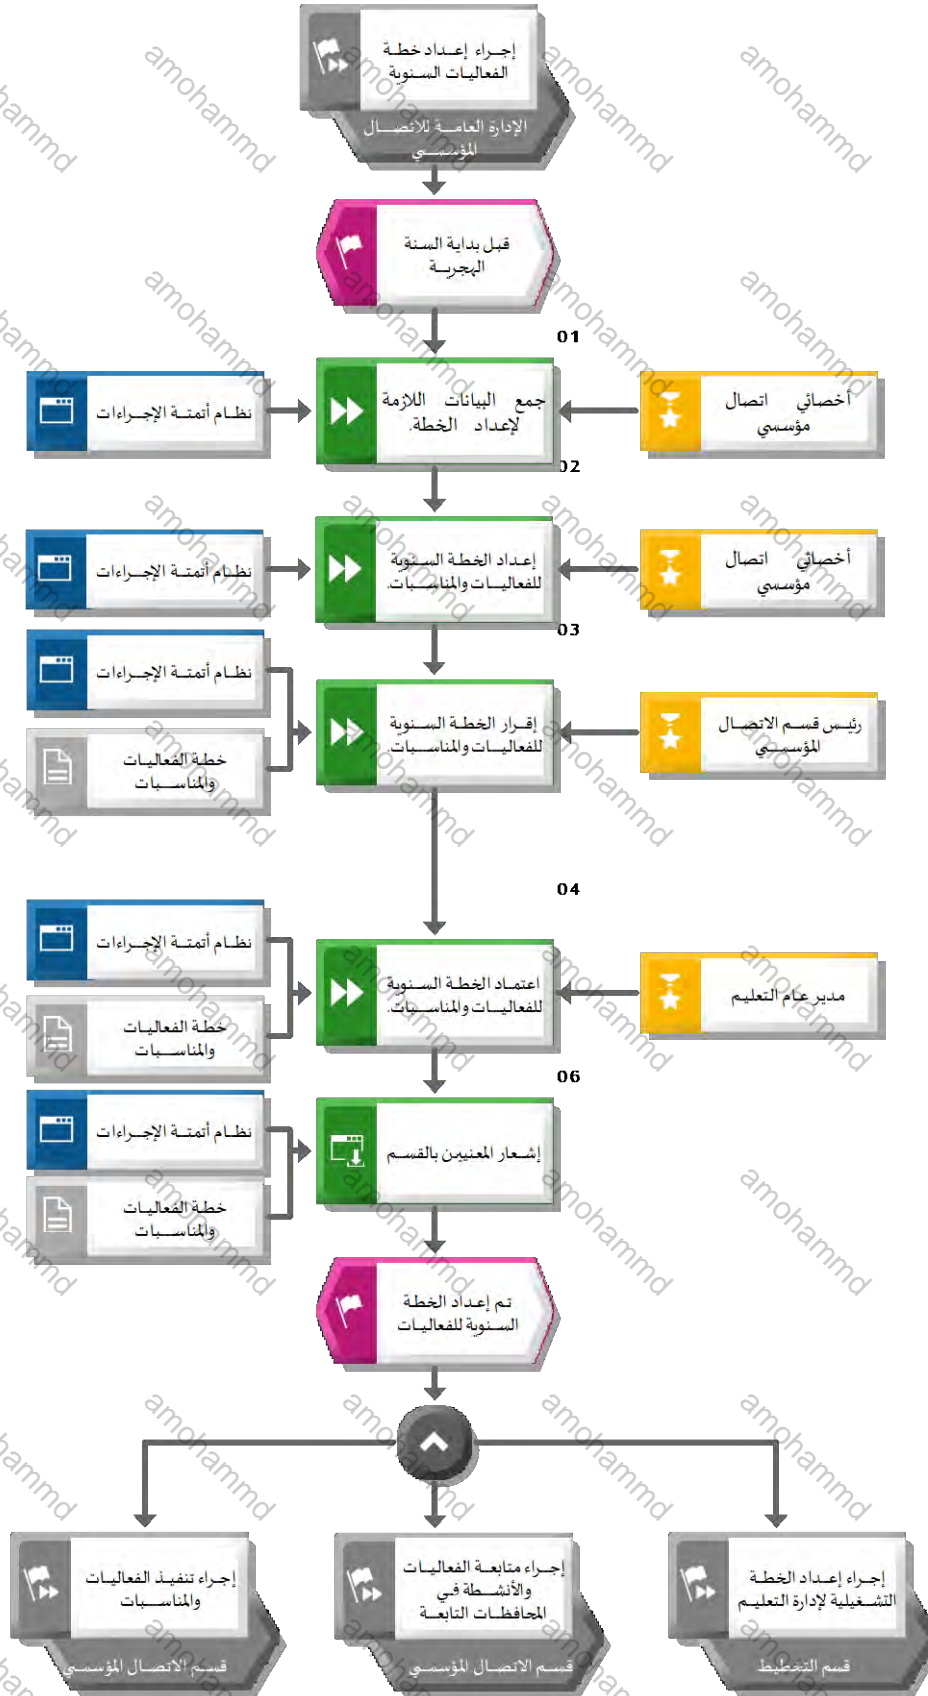 إجراء إعداد خطة
الفعاليات السنوية
الإدارة العامة للاتصال
المؤسسي
قبل بداية السنة
الهجرية
01
أخصائي اتصال
مؤسسي
جمع البيانات اللازمة
لإعداد الخطة.
نظام أتمتة الإجراءات
02
أخصائي اتصال
مؤسسي
إعداد الخطة السنوية
للفعاليات والمناسبات.
نظام أتمتة الإجراءات
03
رئيس قسم الاتصال
المؤسسي
إقرار الخطة السنوية
للفعاليات والمناسبات.
نظام أتمتة الإجراءات
خطة الفعاليات
والمناسبات
04
مدير عام التعليم
اعتماد الخطة السنوية
للفعاليات والمناسبات.
نظام أتمتة الإجراءات
خطة الفعاليات
والمناسبات
06
إشعار المعنيين بالقسم
نظام أتمتة الإجراءات
خطة الفعاليات
والمناسبات
تم إعداد الخطة
السنوية للفعاليات
إجراء إعداد الخطة
التشغيلية لإدارة التعليم
قسم التخطيط
إجراء متابعة الفعاليات
والأنشطة في
المحافظات التابعة
قسم الاتصال المؤسسي
إجراء تنفيذ الفعاليات
والمناسبات
قسم الاتصال المؤسسي
amohammd